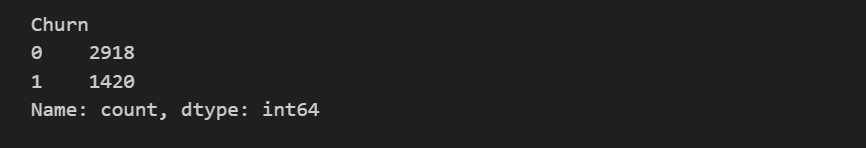 Churn
0    2918
1    1420
Name: count, dtype: int64